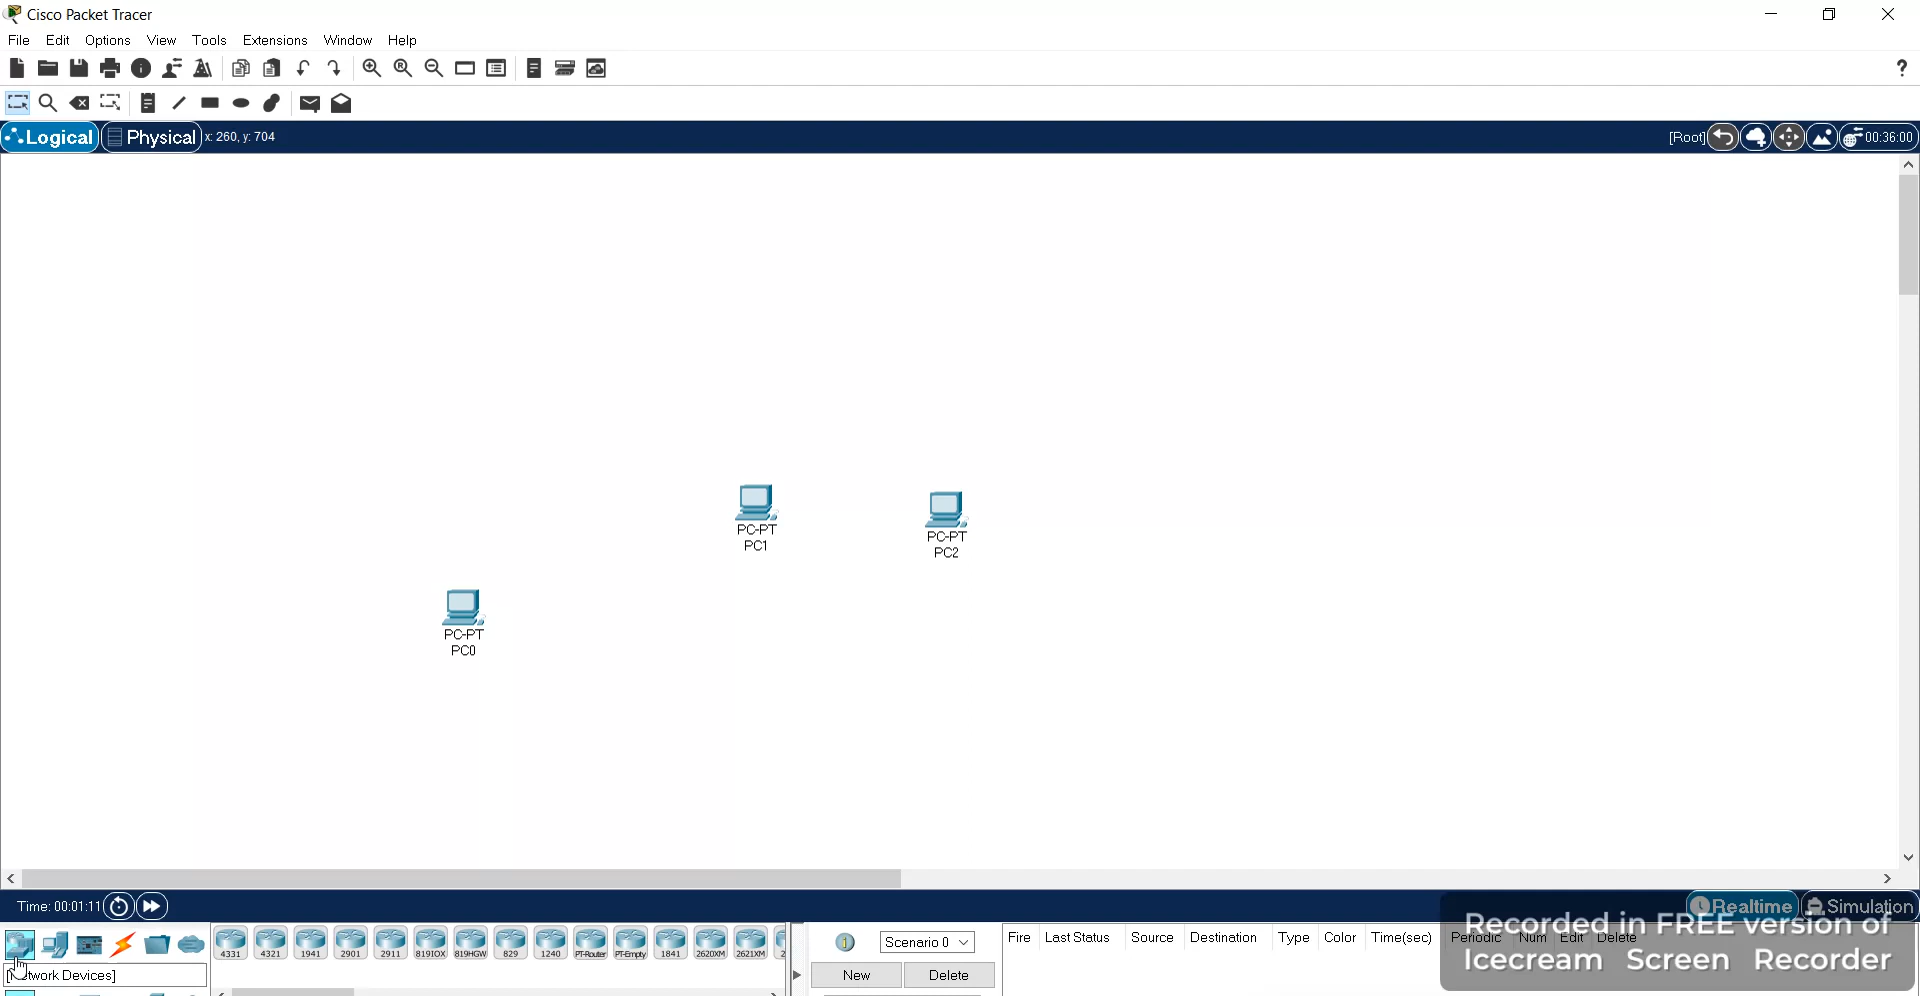 Cisco Packet Tracer
File Edit Options View Tools Extensions Window Help
?
Logical Physical x: 260, y: 704 [Root] 00:36:00
PC-PT
PC1
PC-PT
PC2
PC-PT
PC0
Time: 00:01:11 Realtime Simulation
4331 4321 1941 2901 2911 819IOX 819HGW 829 1240 PT-Router PT-Empty 1841 2620XM 2621XM
Scenario 0
Fire Last Status Source Destination Type Color Time(sec) Periodic Num Edit Delete
New Delete
Recorded in FREE version of
Icecream Screen Recorder